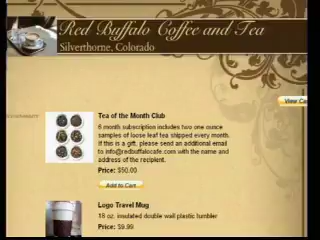 Red Buffalo Coffee and Tea
Silverthorne, Colorado
View Ca
Tea of the Month Club
6 month subscription includes two one ounce
samples of loose leaf tea shipped every month.
If this is a gift, please send an additional email
to info@redbuffalocafe.com with the name and
address of the recipient.
Price: $50.00
Add to Cart
Logo Travel Mug
18 oz. insulated double wall plastic tumbler
Price: $9.99